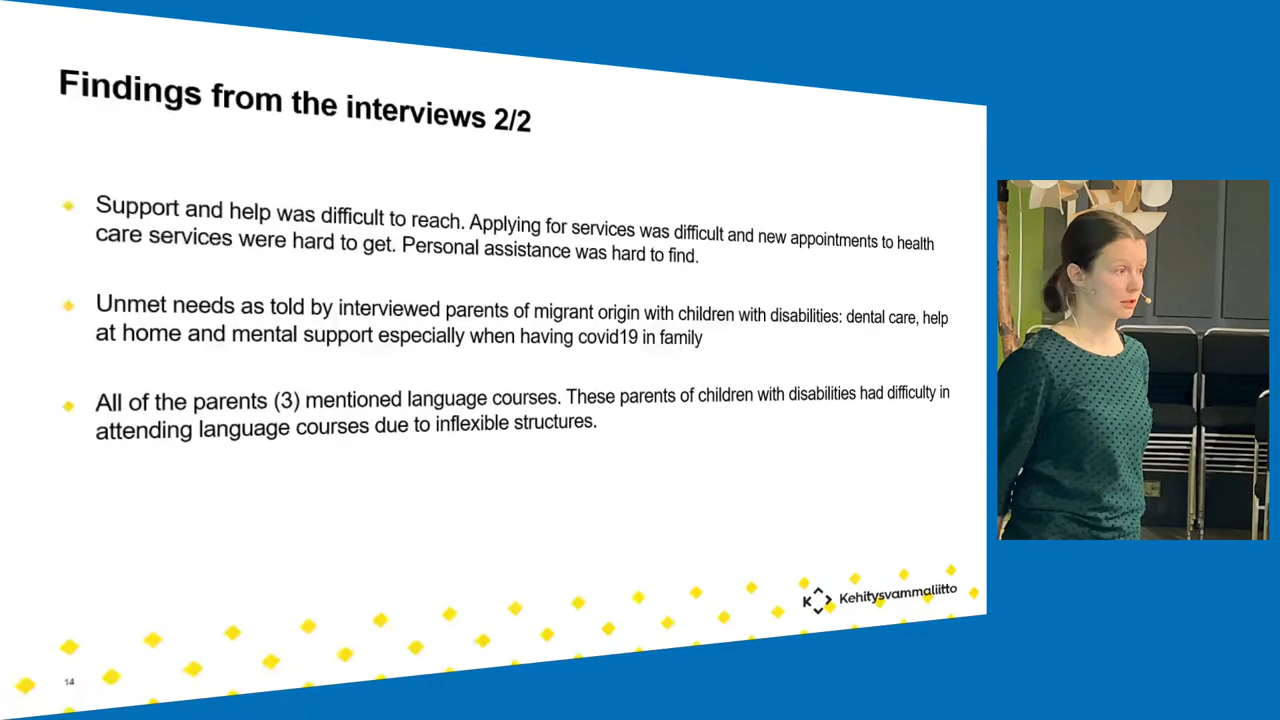 Findings from the interviews 2/2
Support and help was difficult to reach. Applying for services was difficult and new appointments to health
care services were hard to get. Personal assistance was hard to find.
Unmet needs as told by interviewed parents of migrant origin with children with disabilities: dental care, help
at home and mental support especially when having covid19 in family
All of the parents (3) mentioned language courses. These parents of children with disabilities had difficulty in
attending language courses due to inflexible structures.
K
Kehitysvammaliitto
14